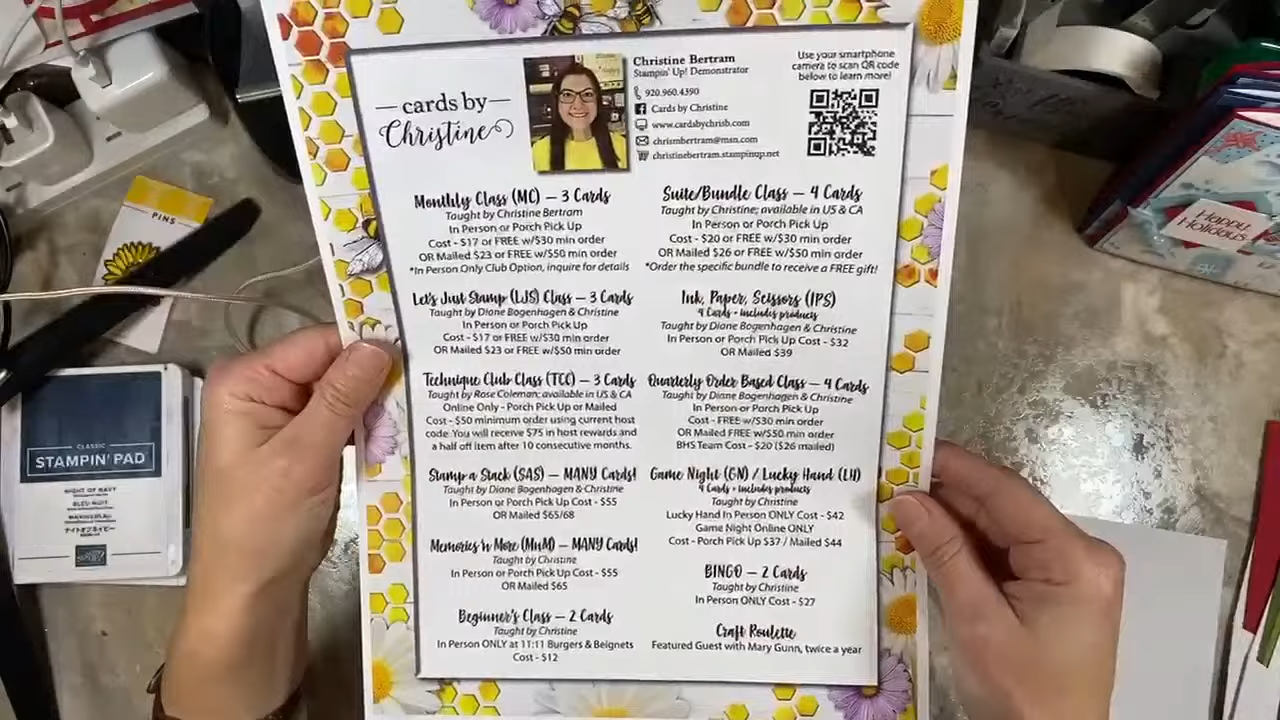 cards by
Christine
Christine Bertram
Stampin' Up! Demonstrator
920.960.4390
Cards by Christine
www.cardsbychrisb.com
chrismbertram@msn.com
christinebertram.stampinup.net
Use your smartphone
camera to scan QR code
below to learn more!
Monthly Class (MC) – 3 Cards
Taught by Christine Bertram
In Person or Porch Pick Up
Cost - $17 or FREE w/$30 min order
OR Mailed $23 or FREE w/$50 min order
*In Person Only Club Option, inquire for details
Let's Just Stamp (LJS) Class – 3 Cards
Taught by Diane Bogenhagen & Christine
In Person or Porch Pick Up
Cost - $17 or FREE w/$30 min order
OR Mailed $23 or FREE w/$50 min order
Technique Club Class (TCC) – 3 Cards
Taught by Rose Coleman; available in US & CA
Online Only - Porch Pick Up or Mailed
Cost - $50 minimum order using current host
code. You will receive $75 in host rewards and
a half off item after 10 consecutive months.
Stamp a Stack (SAS) – MANY Cards!
Taught by Diane Bogenhagen & Christine
In Person or Porch Pick Up Cost - $55
OR Mailed $65/68
Memories 'n More (MnM) – MANY Cards!
Taught by Christine
In Person or Porch Pick Up Cost - $55
OR Mailed $65
Beginner's Class – 2 Cards
Taught by Christine
In Person ONLY at 11:11 Burgers & Beignets
Cost - $12
Suite/Bundle Class – 4 Cards
Taught by Christine; available in US & CA
In Person or Porch Pick Up
Cost - $20 or FREE w/$30 min order
OR Mailed $26 or FREE w/$50 min order
*Order the specific bundle to receive a FREE gift!
Ink, Paper, Scissors (IPS)
4 Cards + includes products
Taught by Diane Bogenhagen & Christine
In Person or Porch Pick Up Cost - $32
OR Mailed $39
Quarterly Order Based Class – 4 Cards
Taught by Diane Bogenhagen & Christine
In Person or Porch Pick Up
Cost - FREE w/$30 min order
OR Mailed FREE w/$50 min order
BHS Team Cost - $20 ($26 mailed)
Game Night (GN) / Lucky Hand (LH)
4 Cards + includes products
Taught by Christine
Lucky Hand In Person ONLY Cost - $42
Game Night Online ONLY
Cost - Porch Pick Up $37 / Mailed $44
BINGO – 2 Cards
Taught by Christine
In Person ONLY Cost - $27
Craft Roulette
Featured Guest with Mary Gunn, twice a year
PINS
CLASSIC
STAMPIN' PAD
NIGHT OF NAVY
BLEU NUIT
MARINEBLAU
ナイトオブネイビー
Happy
Holidays